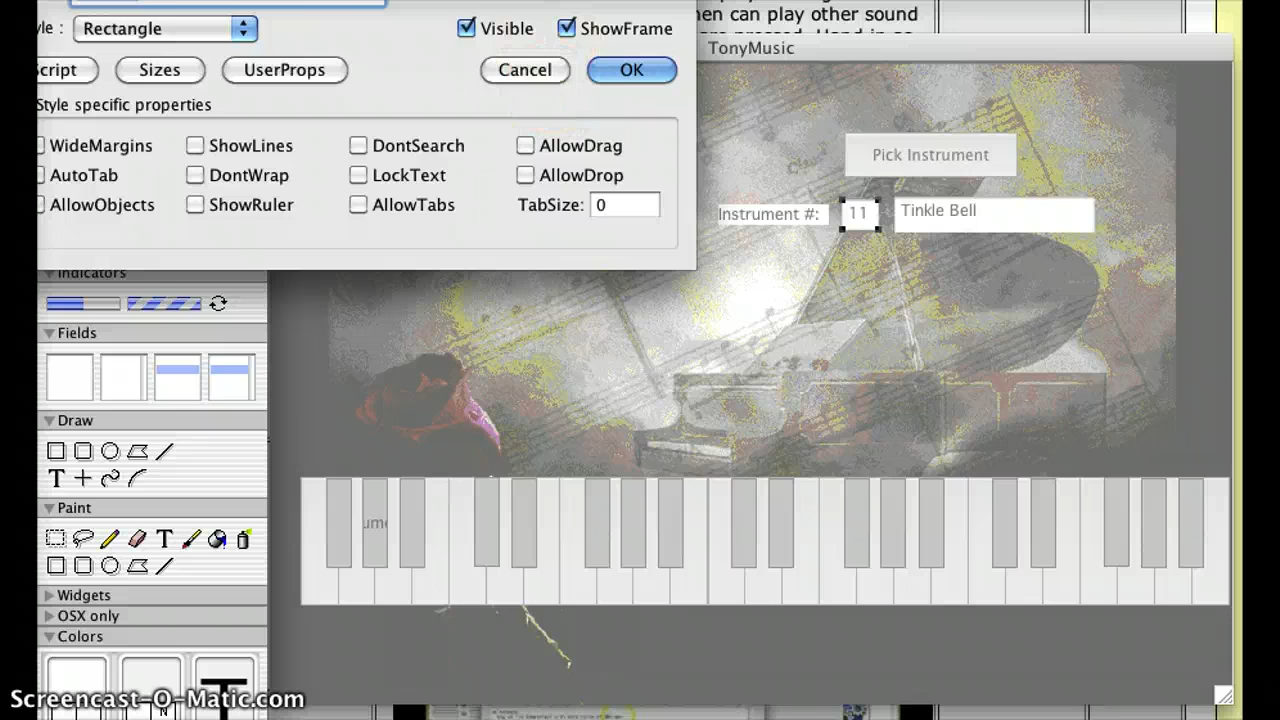 hen can play other sound
yle : Rectangle
Visible
ShowFrame
TonyMusic
Script
Sizes
UserProps
Cancel
OK
Style specific properties
WideMargins
ShowLines
DontSearch
AllowDrag
AutoTab
DontWrap
LockText
AllowDrop
AllowObjects
ShowRuler
AllowTabs
TabSize: 0
Pick Instrument
Instrument #: 11 Tinkle Bell
Indicators
Fields
Draw
T
Paint
T
ume
Widgets
OSX only
Colors
T
N
Screencast-O-Matic.com